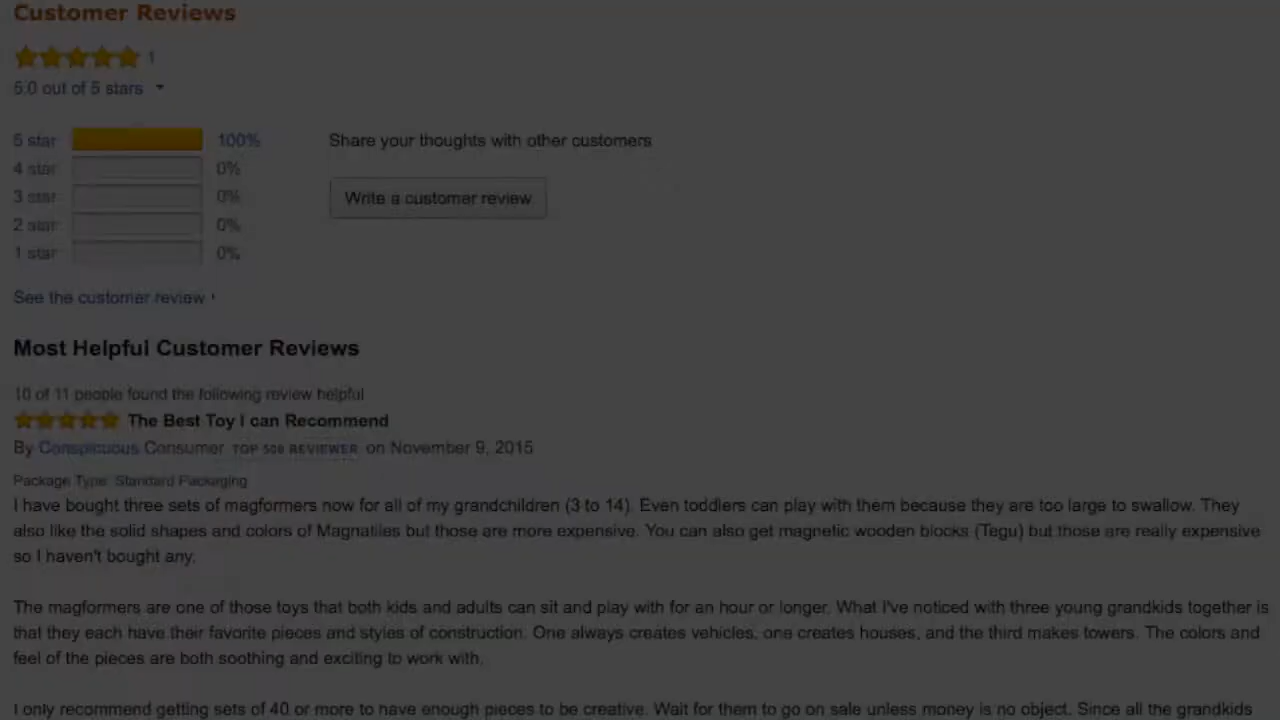 Customer Reviews
1
5.0 out of 5 stars
5 star 100% Share your thoughts with other customers
4 star 0%
3 star 0% Write a customer review
2 star 0%
1 star 0%
See the customer review
Most Helpful Customer Reviews
10 of 11 people found the following review helpful
The Best Toy I can Recommend
By Conspicuous Consumer TOP 500 REVIEWER on November 9, 2015
Package Type: Standard Packaging
I have bought three sets of magformers now for all of my grandchildren (3 to 14). Even toddlers can play with them because they are too large to swallow. They
also like the solid shapes and colors of Magnatiles but those are more expensive. You can also get magnetic wooden blocks (Tegu) but those are really expensive
so I haven't bought any.
The magformers are one of those toys that both kids and adults can sit and play with for an hour or longer. What I've noticed with three young grandkids together is
that they each have their favorite pieces and styles of construction. One always creates vehicles, one creates houses, and the third makes towers. The colors and
feel of the pieces are both soothing and exciting to work with.
I only recommend getting sets of 40 or more to have enough pieces to be creative. Wait for them to go on sale unless money is no object. Since all the grandkids